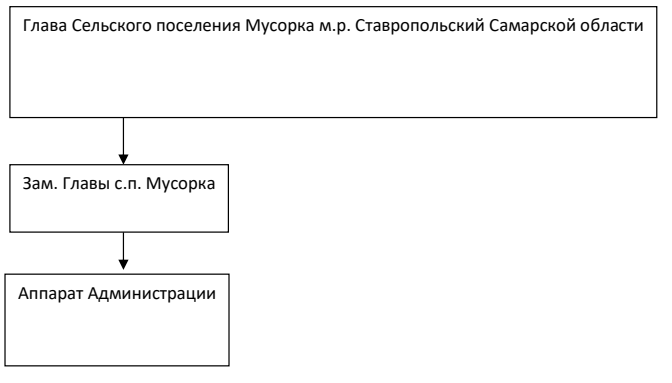 Глава Сельского поселения Мусорка м.р. Ставропольский Самарской области
Зам. Главы с.п. Мусорка
Аппарат Администрации